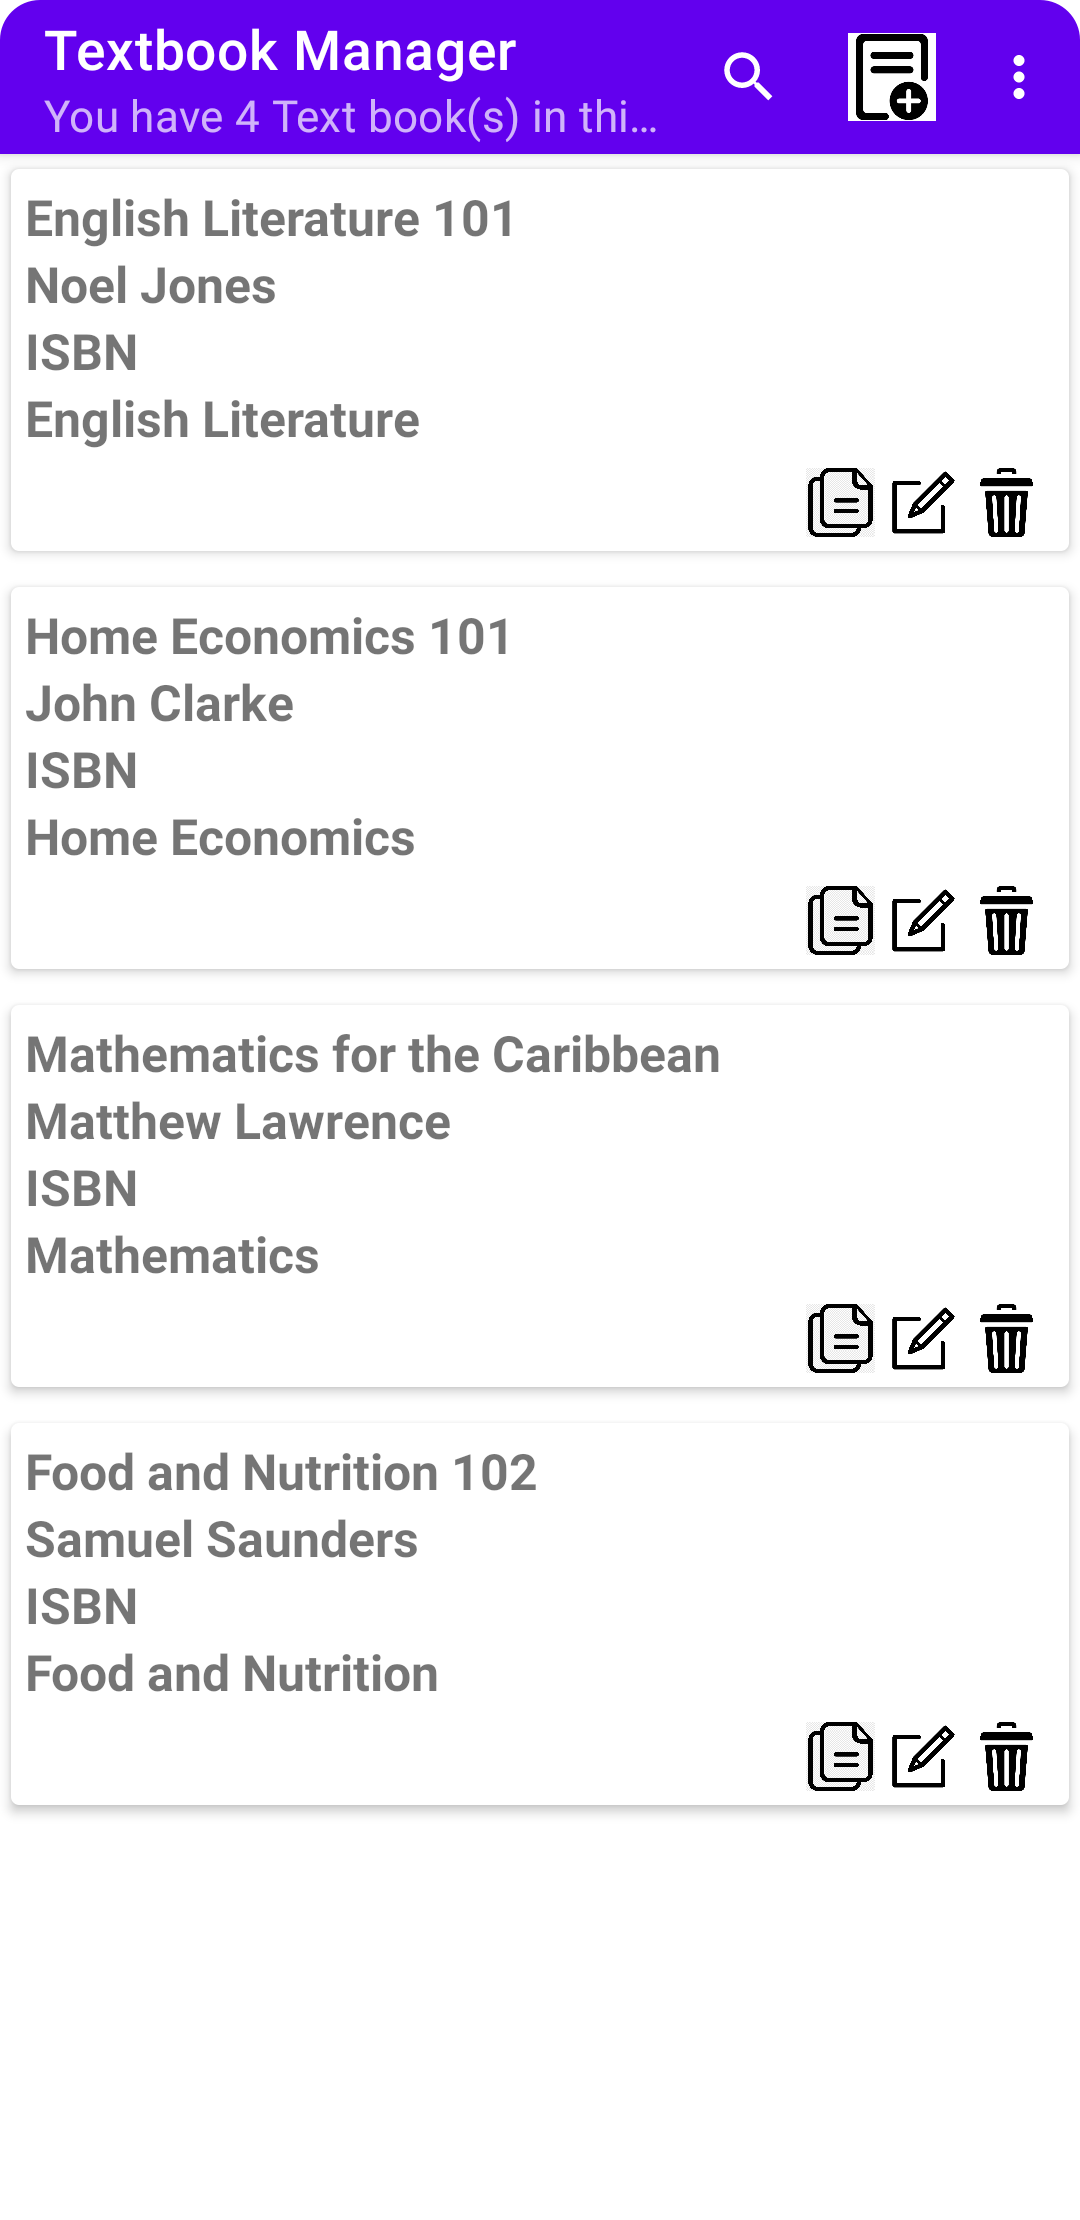 Textbook Manager
You have 4 Text book(s) in thi...
English Literature 101
Noel Jones
ISBN
English Literature
Home Economics 101
John Clarke
ISBN
Home Economics
Mathematics for the Caribbean
Matthew Lawrence
ISBN
Mathematics
Food and Nutrition 102
Samuel Saunders
ISBN
Food and Nutrition